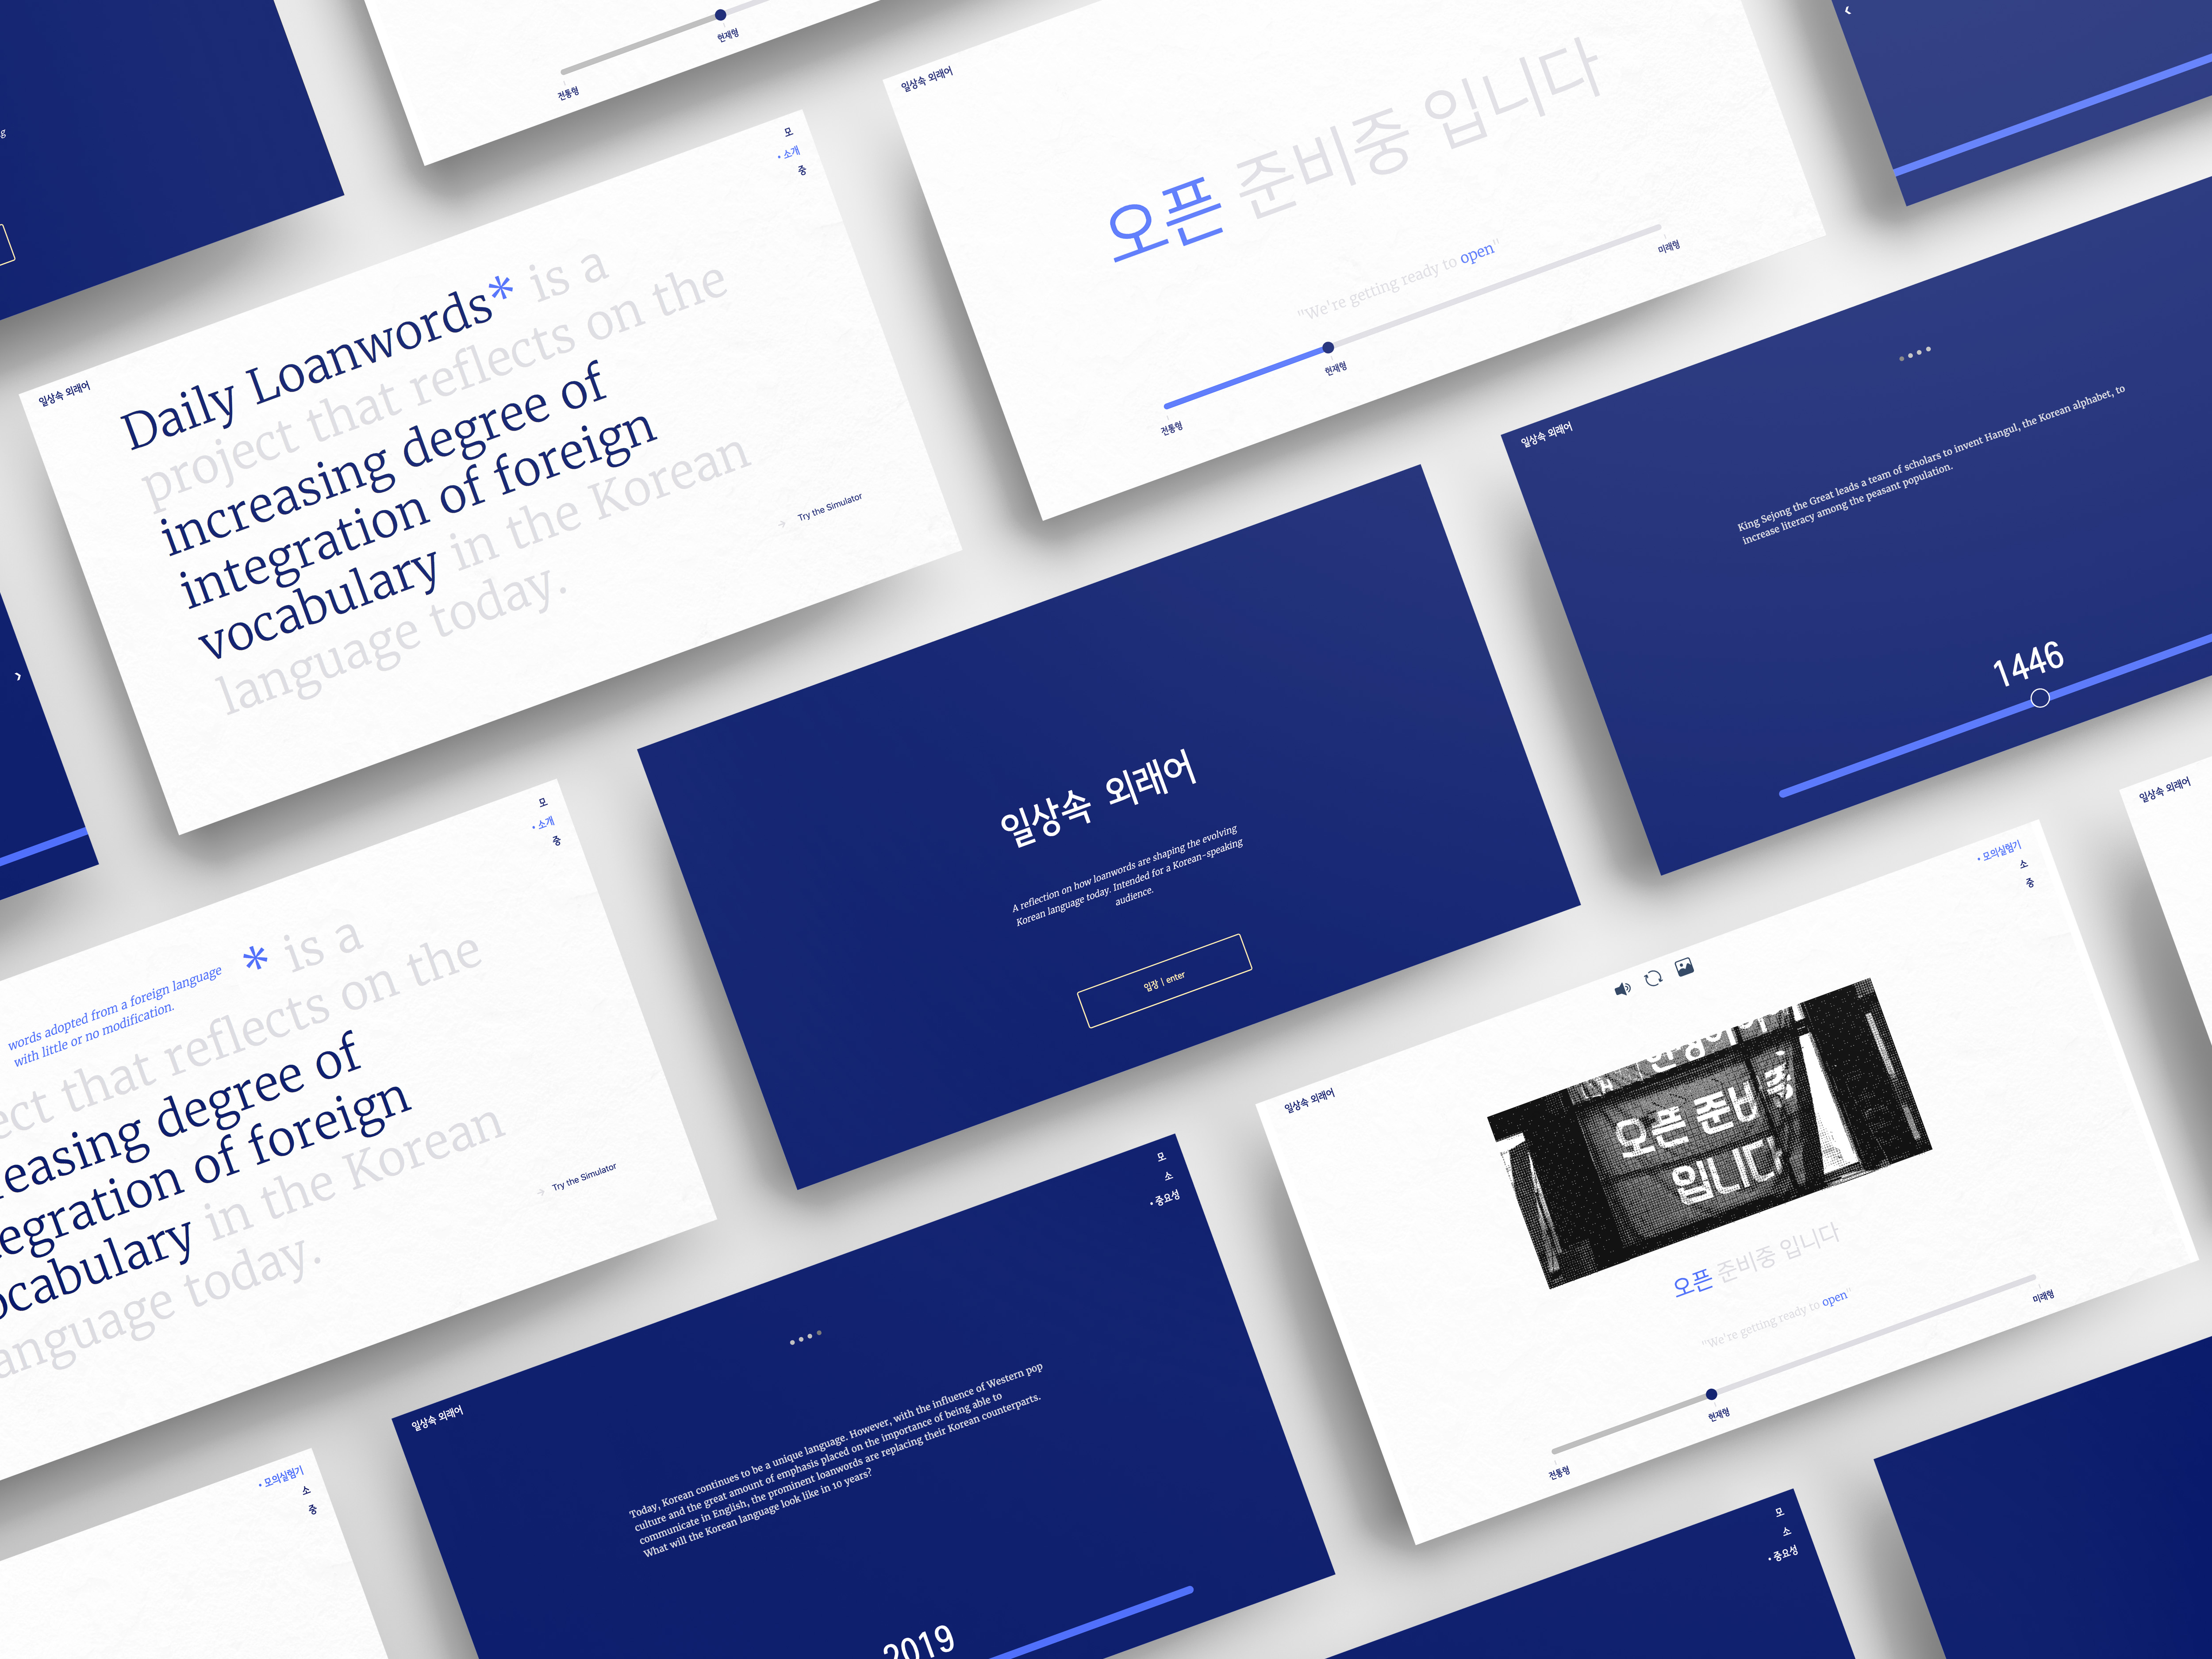 현재형
전통형
일상속 외래어
모
• 소개
중
Daily Loanwords* is a
project that reflects on the
increasing degree of
integration of foreign
vocabulary in the Korean
language today.
→ Try the Simulator
일상속 외래어
오픈 준비중 입니다
"We're getting ready to open"
전통형
현재형
미래형
일상속 외래어
King Sejong the Great leads a team of scholars to invent Hangul, the Korean alphabet, to
increase literacy among the peasant population.
1446
일상속 외래어
A reflection on how loanwords are shaping the evolving
Korean language today. Intended for a Korean-speaking
audience.
입장 | enter
모
• 소개
중
words adopted from a foreign language
with little or no modification.
* is a
ect that reflects on the
easing degree of
egration of foreign
ocabulary in the Korean
anguage today.
→ Try the Simulator
• 모의실험기
소
중
일상속 외래어
모
소
• 중요성
Today, Korean continues to be a unique language. However, with the influence of Western pop
culture and the great amount of emphasis placed on the importance of being able to
communicate in English, the prominent loanwords are replacing their Korean counterparts.
What will the Korean language look like in 10 years?
2019
일상속 외래어
• 모의실험기
소
중
오픈 준비중
입니다
오픈 준비중 입니다
"We're getting ready to open"
전통형
현재형
미래형
일상속 외래어
모
소
• 중요성